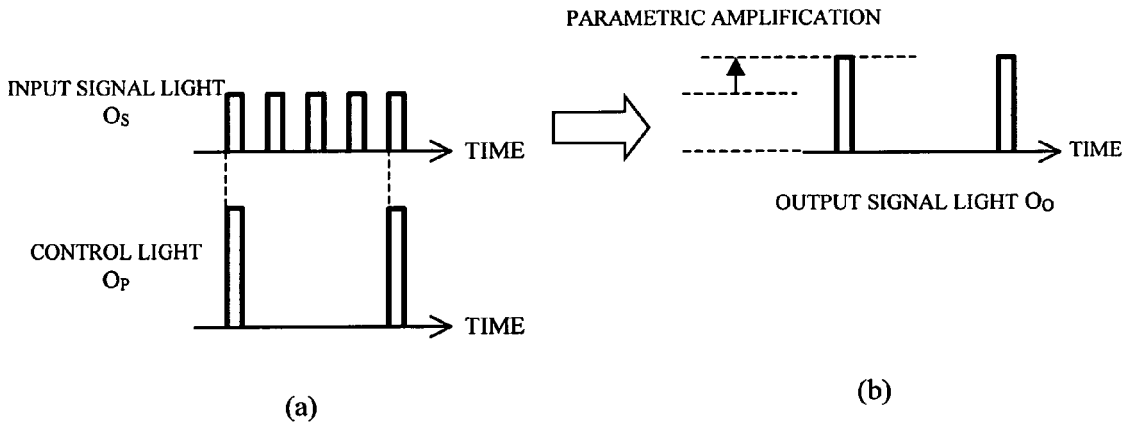 PARAMETRIC AMPLIFICATION
INPUT SIGNAL LIGHT
OS
TIME
TIME
OUTPUT SIGNAL LIGHT OO
CONTROL LIGHT
OP
TIME
(a)
(b)